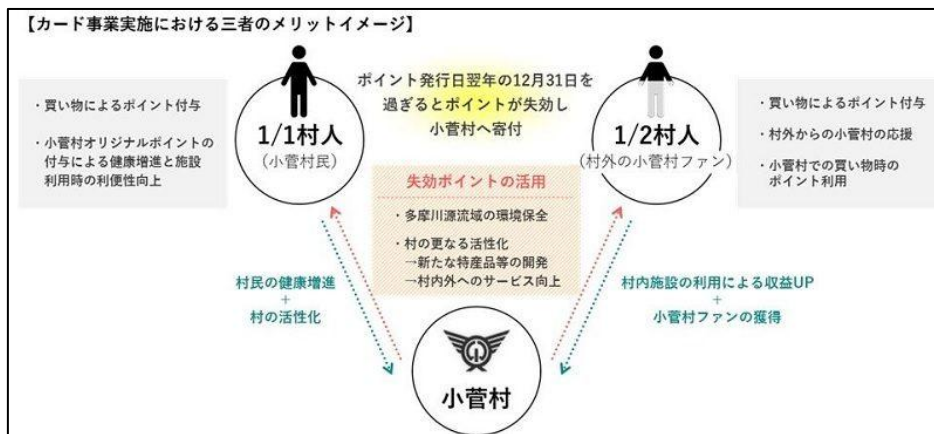 【カード事業実施における三者のメリットイメージ】
・買い物によるポイント付与
・小菅村オリジナルポイントの
付与による健康増進と施設
利用時の利便性向上
1/1村人
(小菅村民)
ポイント発行日翌年の12月31日を
過ぎるとポイントが失効し
小菅村へ寄付
1/2村人
(村外の小菅村ファン)
・買い物によるポイント付与
・村外からの小菅村の応援
・小菅村での買い物時の
ポイント利用
失効ポイントの活用
・多摩川源流域の環境保全
・村の更なる活性化
→新たな特産品等の開発
→村内外へのサービス向上
村民の健康増進
+
村の活性化
村内施設の利用による収益UP
+
小菅村ファンの獲得
小菅村